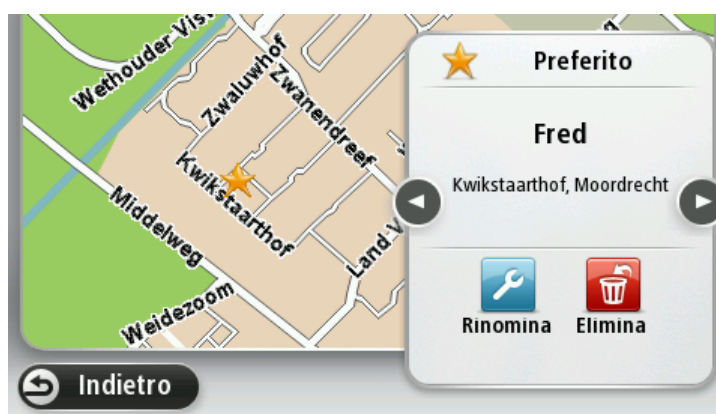 Wethouder Vis
Zwaluwhof
Zwanendreef
Kwikstaarthof
Middelweg
Land-V
Weidezoom
Preferito
Fred
Kwikstaarthof, Moordrecht
Rinomina
Elimina
Indietro